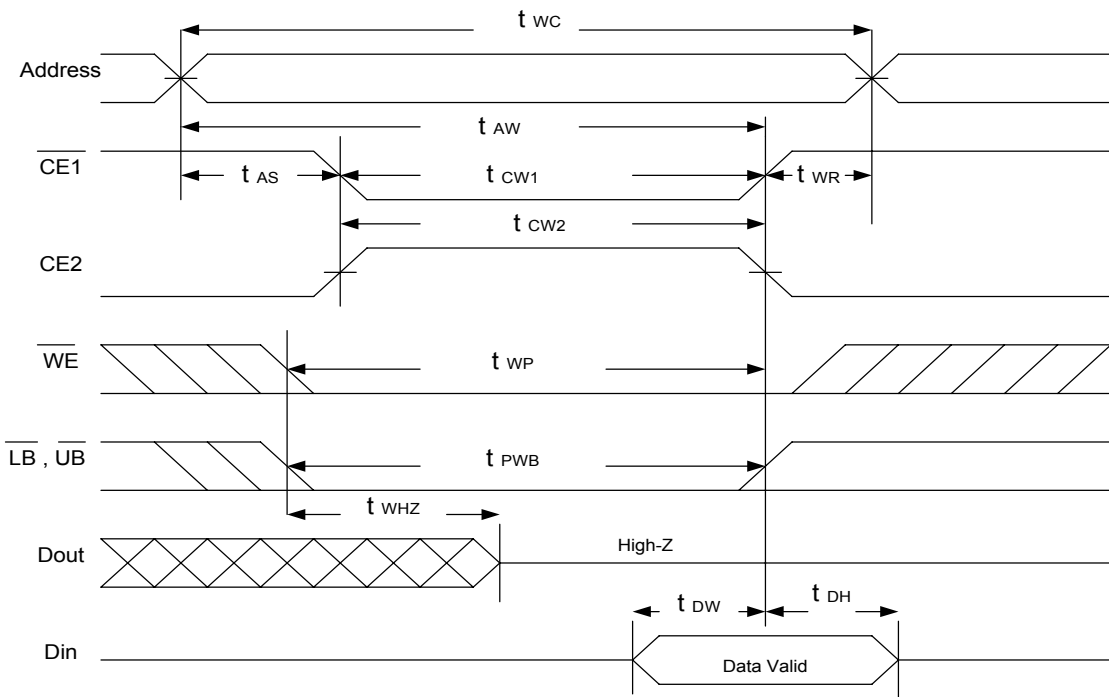 t WC
Address
t AW
CE1
t AS
t CW1
t WR
t CW2
CE2
WE
t WP
LB , UB
t PWB
t WHZ
Dout
High-Z
t DW
t DH
Din
Data Valid